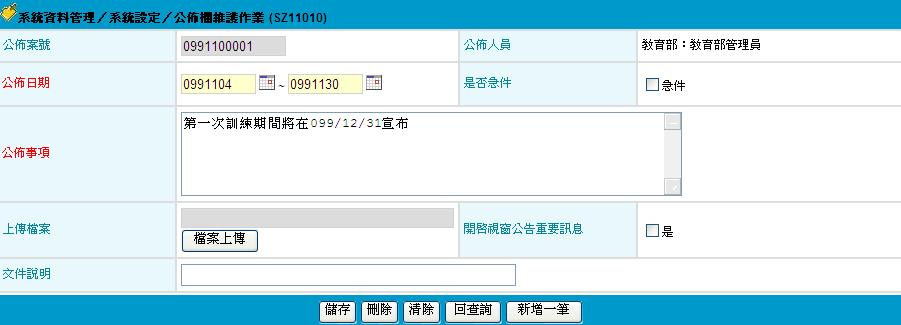 系統資料管理／系統設定／公佈欄維護作業 (SZ11010)
公佈案號 0991100001 公佈人員 教育部：教育部管理員
公佈日期 0991104 ~ 0991130 是否急件 急件
公佈事項 第一次訓練期間將在099/12/31宣布
上傳檔案 檔案上傳 開啓視窗公告重要訊息 是
文件說明
儲存 刪除 清除 回查詢 新增一筆